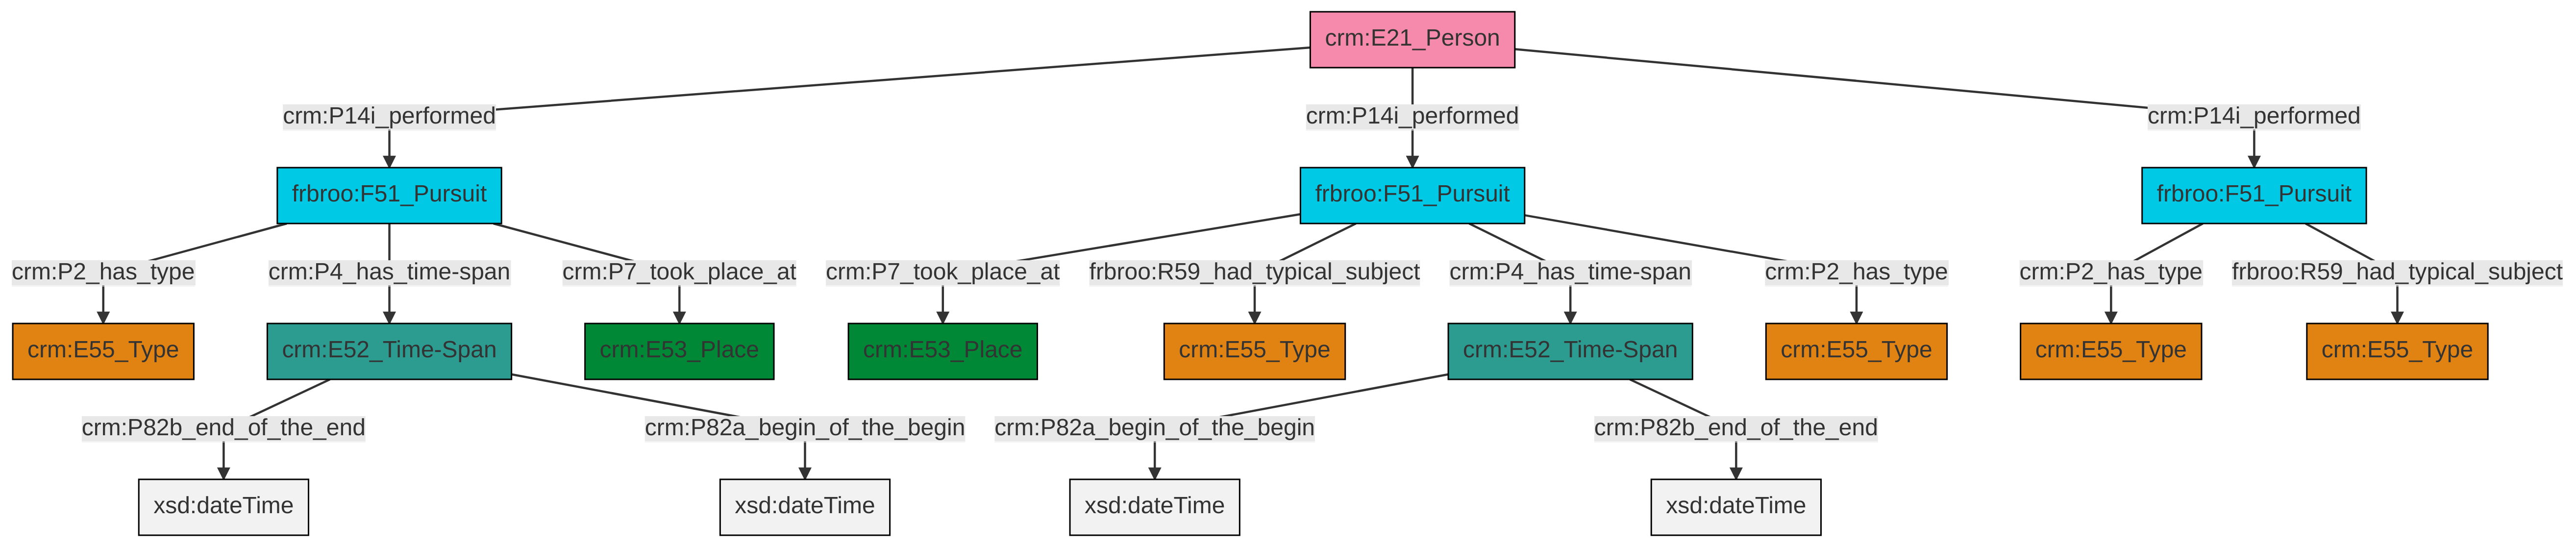 crm:E21_Person
crm:P14i_performed
crm:P14i_performed
crm:P14i_performed
frbroo:F51_Pursuit
frbroo:F51_Pursuit
frbroo:F51_Pursuit
crm:P2_has_type
crm:P4_has_time-span
crm:P7_took_place_at
crm:P7_took_place_at
frbroo:R59_had_typical_subject
crm:P4_has_time-span
crm:P2_has_type
crm:P2_has_type
frbroo:R59_had_typical_subject
crm:E55_Type
crm:E52_Time-Span
crm:E53_Place
crm:E53_Place
crm:E55_Type
crm:E52_Time-Span
crm:E55_Type
crm:E55_Type
crm:E55_Type
crm:P82b_end_of_the_end
crm:P82a_begin_of_the_begin
crm:P82a_begin_of_the_begin
crm:P82b_end_of_the_end
xsd:dateTime
xsd:dateTime
xsd:dateTime
xsd:dateTime